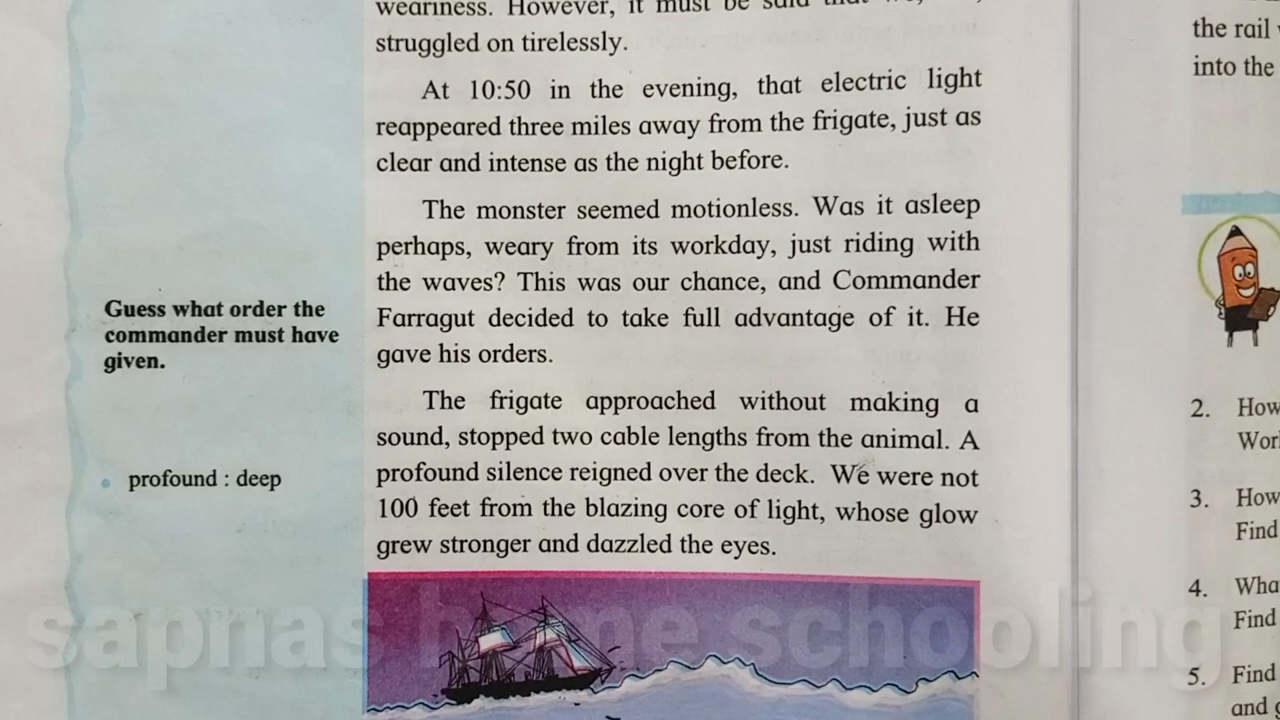 weariness. However, it must be
struggled on tirelessly.
At 10:50 in the evening, that electric light
reappeared three miles away from the frigate, just as
clear and intense as the night before.
The monster seemed motionless. Was it asleep
perhaps, weary from its workday, just riding with
the waves? This was our chance, and Commander
Farragut decided to take full advantage of it. He
gave his orders.
The frigate approached without making a
sound, stopped two cable lengths from the animal. A
profound silence reigned over the deck. We were not
100 feet from the blazing core of light, whose glow
grew stronger and dazzled the eyes.
Guess what order the
commander must have
given.
• profound : deep
the rail
into the
2. How
3. How
Find
4.
Find
5. Find
and
sapnas home schooling